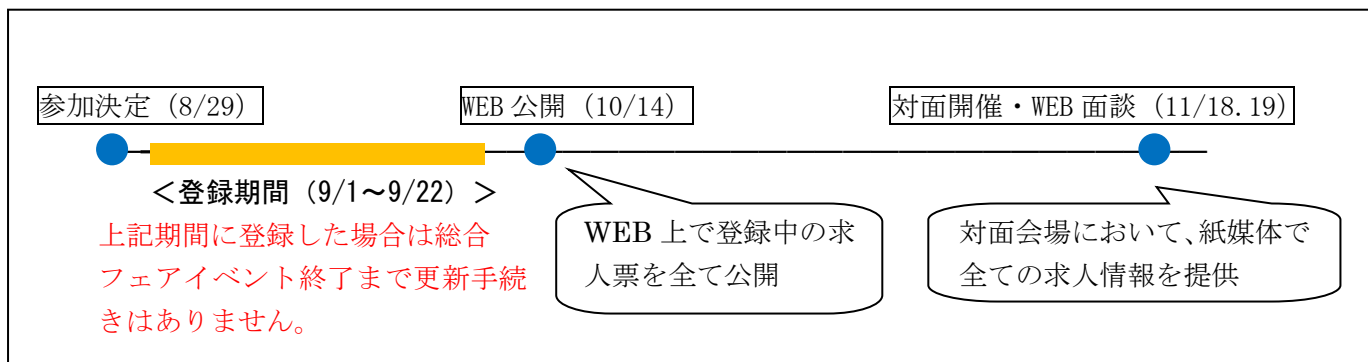 参加決定（8/29）
WEB 公開（10/14）
対面開催・WEB 面談（11/18.19）
＜登録期間（9/1～9/22）＞
上記期間に登録した場合は総合
フェアイベント終了まで更新手続
きはありません。
WEB 上で登録中の求
人票を全て公開
対面会場において、紙媒体で
全ての求人情報を提供